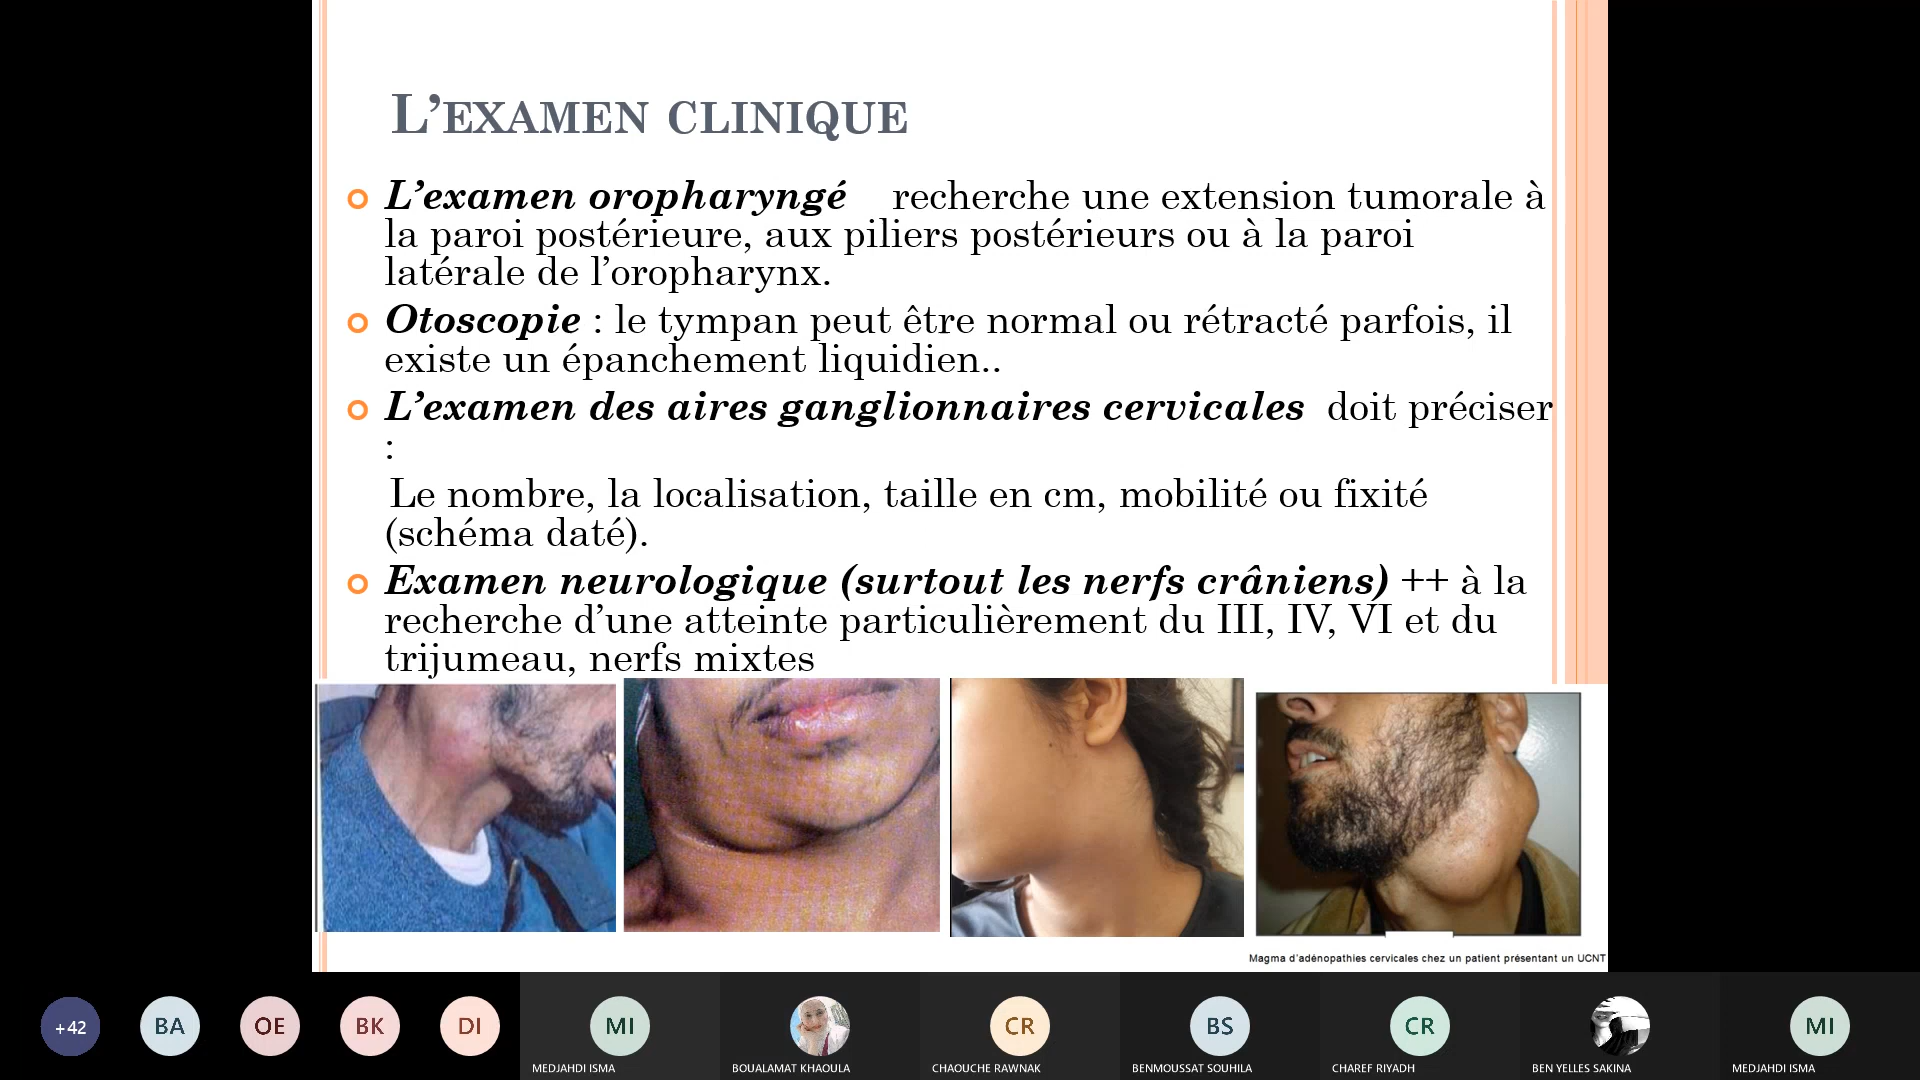 L’EXAMEN CLINIQUE
L’examen oropharyngé recherche une extension tumorale à
la paroi postérieure, aux piliers postérieurs ou à la paroi
latérale de l’oropharynx.
Otoscopie : le tympan peut être normal ou rétracté parfois, il
existe un épanchement liquidien..
L’examen des aires ganglionnaires cervicales doit préciser
:
Le nombre, la localisation, taille en cm, mobilité ou fixité
(schéma daté).
Examen neurologique (surtout les nerfs crâniens) ++ à la
recherche d’une atteinte particulièrement du III, IV, VI et du
trijumeau, nerfs mixtes
Magma d’adénopathies cervicales chez un patient présentant un UCNT
+42
BA
OE
BK
DI
MI
CR
BS
CR
MI
MEDJAHDI ISMA
BOUALAMAT KHAOULA
CHAOUCHE RAWNAK
BENMOUSSAT SOUHILA
CHAREF RIYADH
BEN YELLES SAKINA
MEDJAHDI ISMA